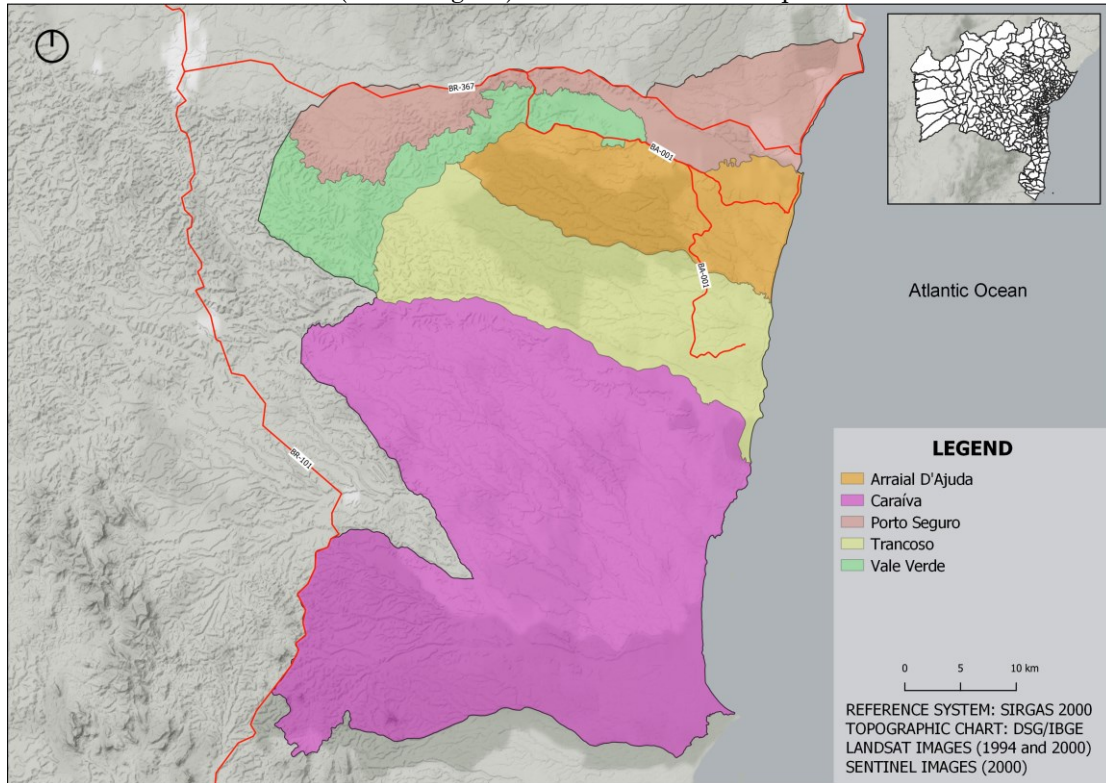 BR-367
BA-001
BA-001
Atlantic Ocean
BR-101
LEGEND
Arraial D'Ajuda
Caraíva
Porto Seguro
Trancoso
Vale Verde
0 5 10 km
REFERENCE SYSTEM: SIRGAS 2000
TOPOGRAPHIC CHART: DSG/IBGE
LANDSAT IMAGES (1994 and 2000)
SENTINEL IMAGES (2000)